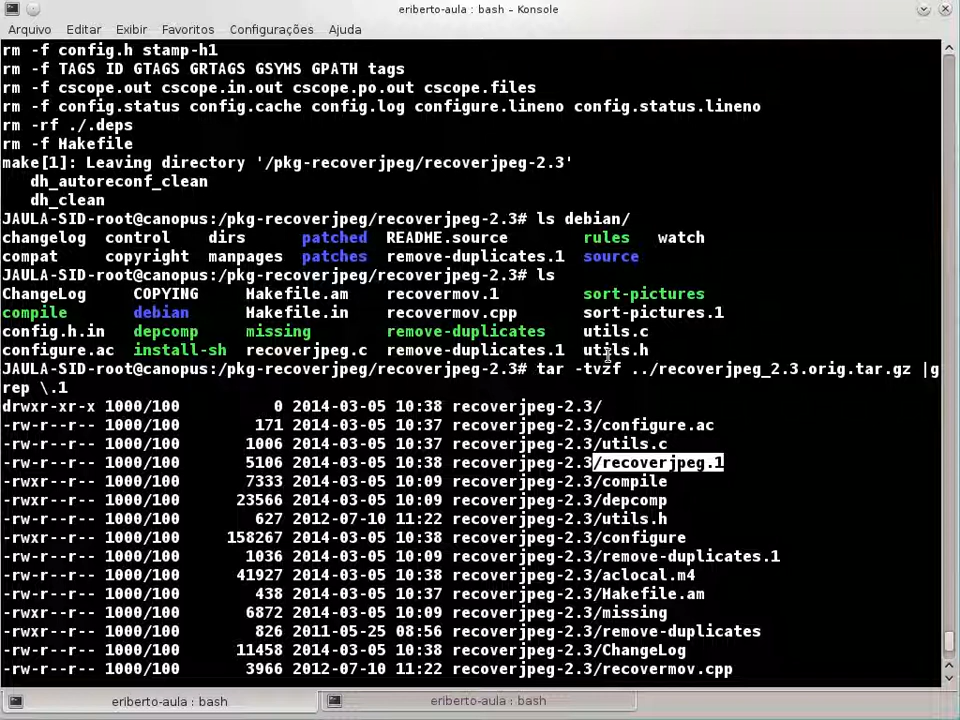 eriberto-aula : bash – Konsole
Arquivo Editar Exibir Favoritos Configurações Ajuda
rm -f config.h stamp-h1
rm -f TAGS ID GTAGS GRTAGS GSYMS GPATH tags
rm -f cscope.out cscope.in.out cscope.po.out cscope.files
rm -f config.status config.cache config.log configure.lineno config.status.lineno
rm -rf ./.deps
rm -f Makefile
make[1]: Leaving directory '/pkg-recoverjpeg/recoverjpeg-2.3'
dh_autoreconf_clean
dh_clean
JAULA-SID-root@canopus:/pkg-recoverjpeg/recoverjpeg-2.3# ls debian/
changelog control dirs patched README.source rules watch
compat copyright manpages patches remove-duplicates.1 source
JAULA-SID-root@canopus:/pkg-recoverjpeg/recoverjpeg-2.3# ls
ChangeLog COPYING Makefile.am recovermov.1 sort-pictures
compile debian Makefile.in recovermov.cpp sort-pictures.1
config.h.in depcomp missing remove-duplicates utils.c
configure.ac install-sh recoverjpeg.c remove-duplicates.1 utils.h
JAULA-SID-root@canopus:/pkg-recoverjpeg/recoverjpeg-2.3# tar -tvzf ../recoverjpeg_2.3.orig.tar.gz |g
rep \.1
drwxr-xr-x 1000/100 0 2014-03-05 10:38 recoverjpeg-2.3/
-rw-r--r-- 1000/100 171 2014-03-05 10:37 recoverjpeg-2.3/configure.ac
-rw-r--r-- 1000/100 1006 2014-03-05 10:37 recoverjpeg-2.3/utils.c
-rw-r--r-- 1000/100 5106 2014-03-05 10:38 recoverjpeg-2.3/recoverjpeg.1
-rwxr-xr-x 1000/100 7333 2014-03-05 10:09 recoverjpeg-2.3/compile
-rwxr-xr-x 1000/100 23566 2014-03-05 10:09 recoverjpeg-2.3/depcomp
-rw-r--r-- 1000/100 627 2012-07-10 11:22 recoverjpeg-2.3/utils.h
-rwxr-xr-x 1000/100 158267 2014-03-05 10:38 recoverjpeg-2.3/configure
-rw-r--r-- 1000/100 1036 2014-03-05 10:09 recoverjpeg-2.3/remove-duplicates.1
-rw-r--r-- 1000/100 41927 2014-03-05 10:38 recoverjpeg-2.3/aclocal.m4
-rw-r--r-- 1000/100 438 2014-03-05 10:37 recoverjpeg-2.3/Makefile.am
-rwxr-xr-x 1000/100 6872 2014-03-05 10:09 recoverjpeg-2.3/missing
-rwxr-xr-x 1000/100 826 2011-05-25 08:56 recoverjpeg-2.3/remove-duplicates
-rw-r--r-- 1000/100 11458 2014-03-05 10:38 recoverjpeg-2.3/ChangeLog
-rw-r--r-- 1000/100 3966 2012-07-10 11:22 recoverjpeg-2.3/recovermov.cpp
eriberto-aula : bash eriberto-aula : bash